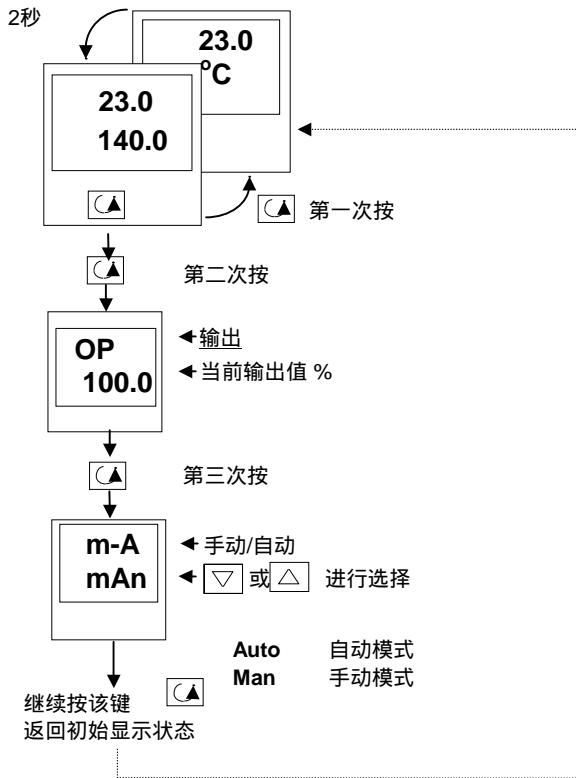 2秒
23.0
°C
23.0
140.0
第一次按
第二次按
OP
100.0
输出
当前输出值 %
第三次按
m-A
mAn
手动/自动
或 进行选择
Auto 自动模式
Man 手动模式
继续按该键
返回初始显示状态